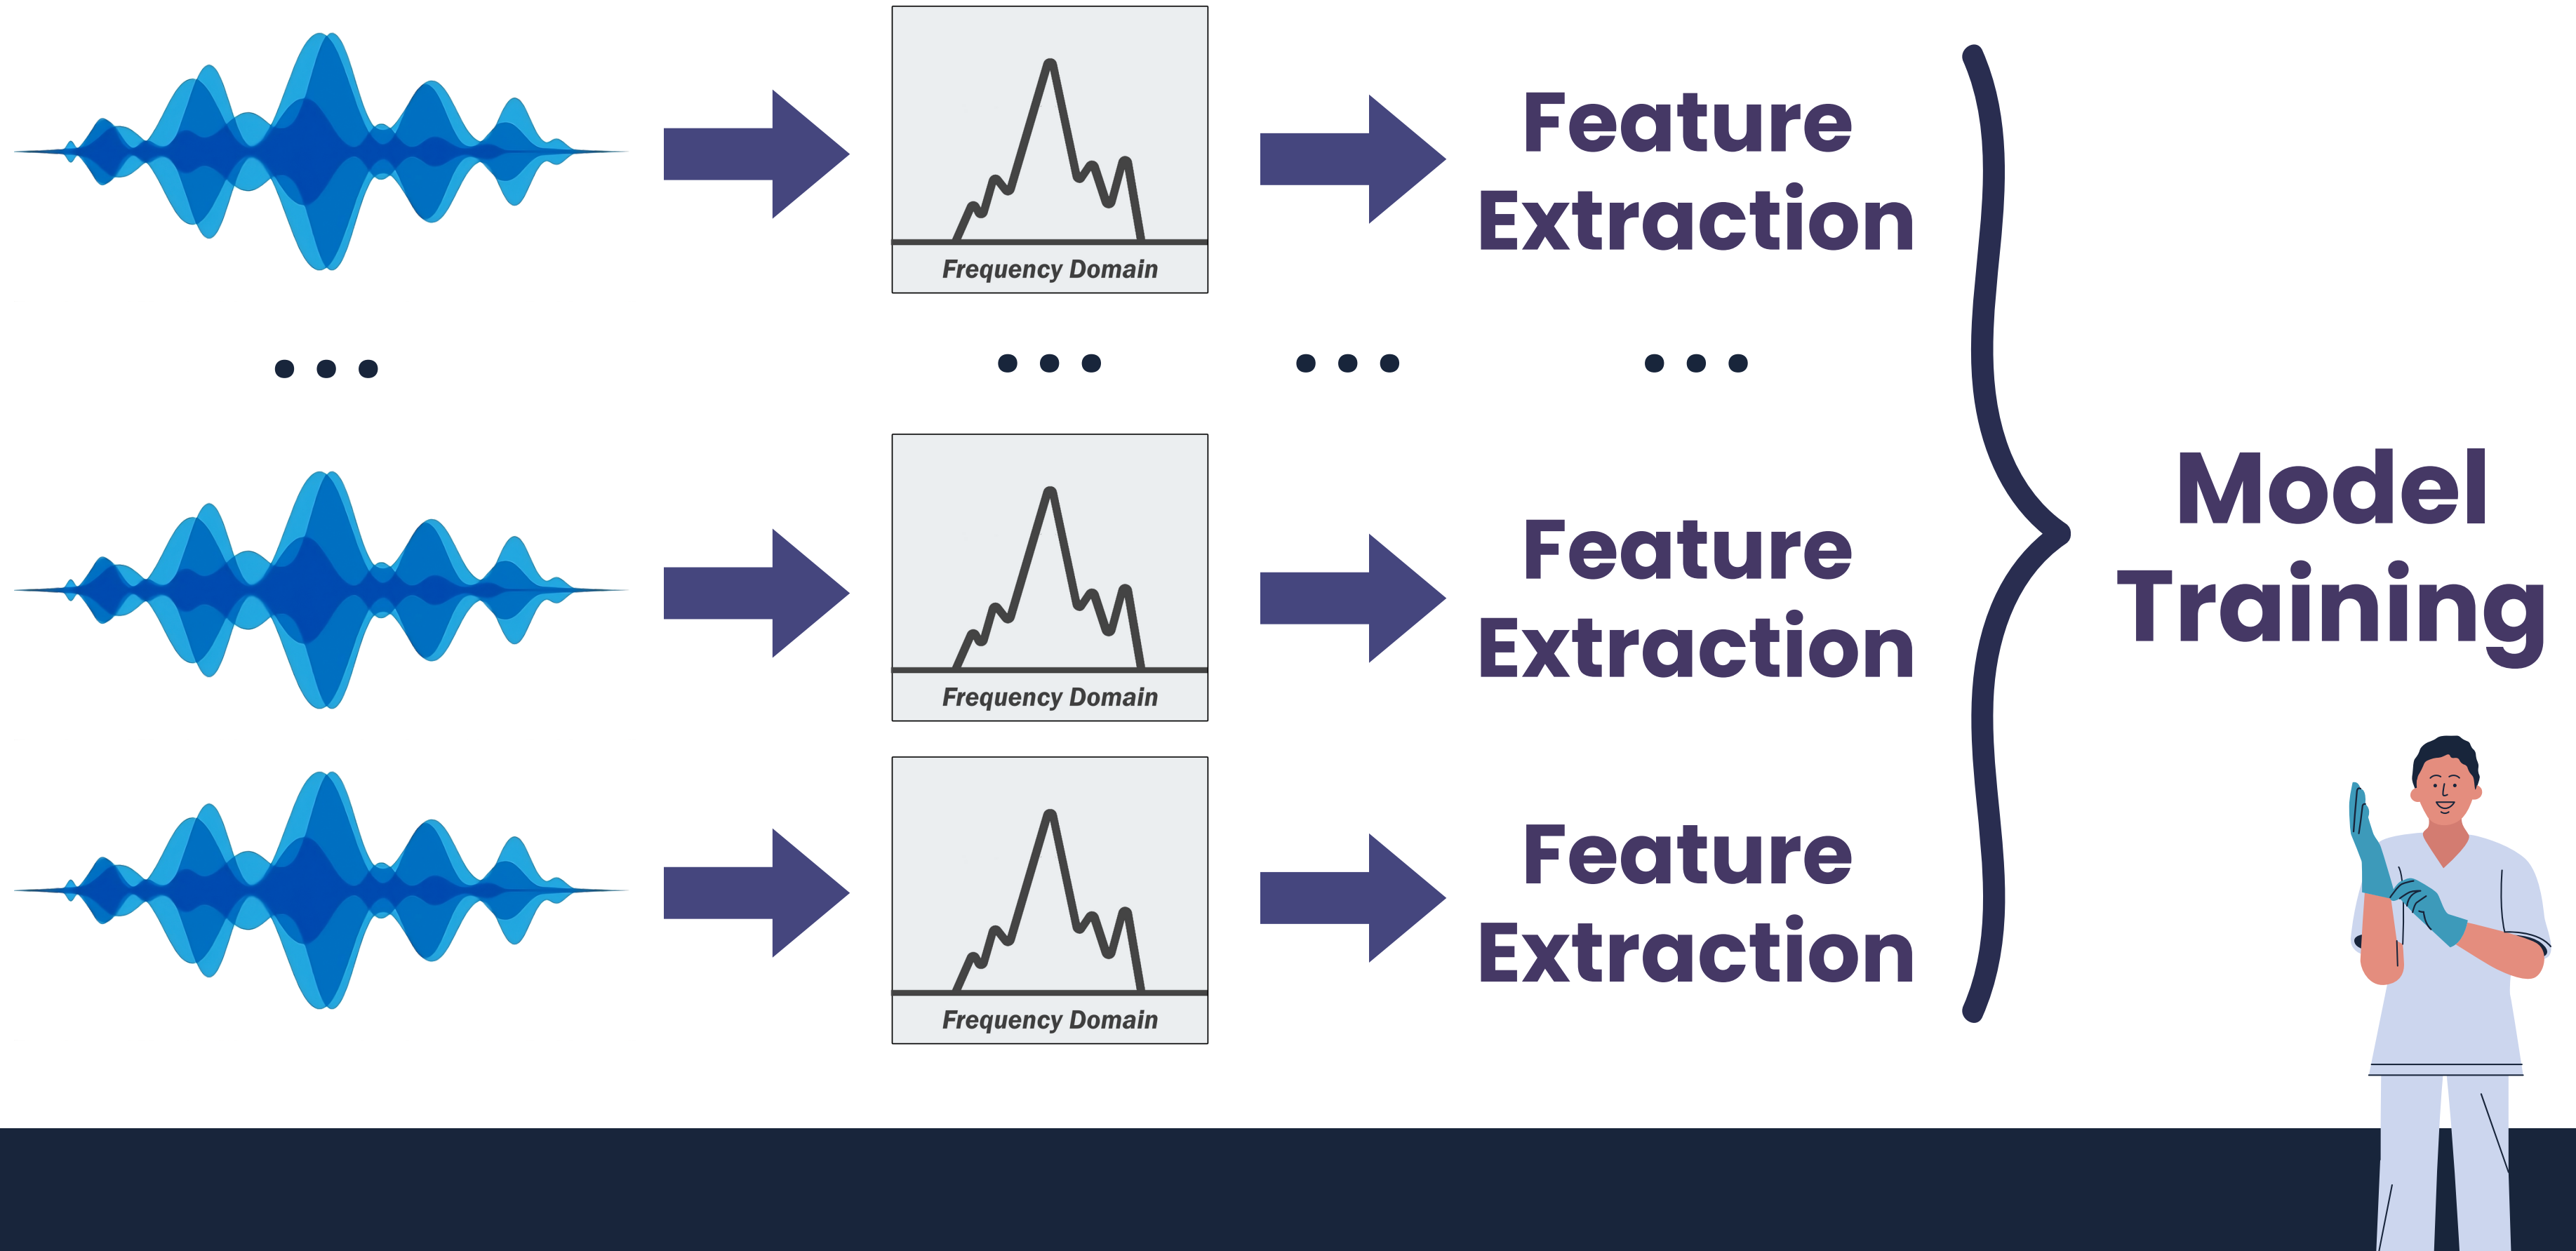 Frequency Domain
Feature
Extraction
Frequency Domain
Feature
Extraction
Frequency Domain
Feature
Extraction
Model
Training